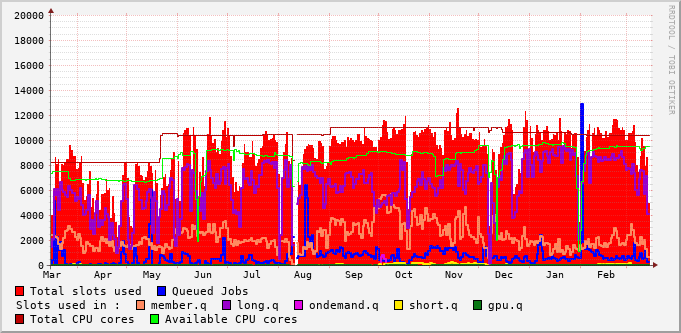 RRDTOOL / TOBI OETIKER
20000
18000
16000
14000
12000
10000
8000
6000
4000
2000
0
Mar Apr May Jun Jul Aug Sep Oct Nov Dec Jan Feb
Total slots used Queued Jobs
Slots used in : member.q long.q ondemand.q short.q gpu.q
Total CPU cores Available CPU cores